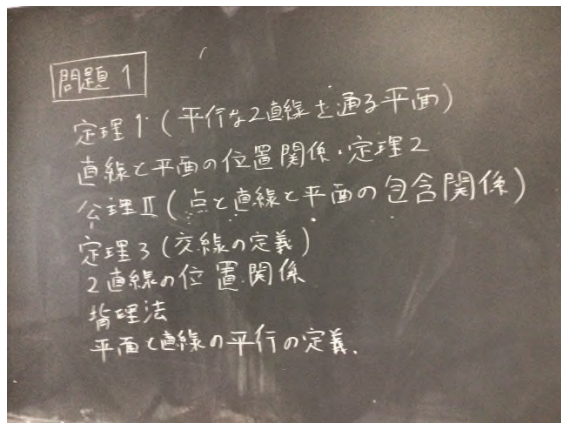 問題 1
定理1 (平行な2直線を通る平面)
直線と平面の位置関係・定理2
公理Ⅱ (点と直線と平面の包含関係)
定理3 (交線の定義)
2直線の位置関係
背理法
平面と直線の平行の定義.